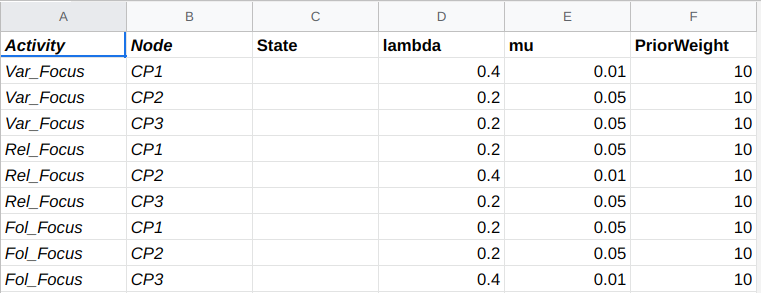 A B C D E F
Activity Node State lambda mu PriorWeight
Var_Focus CP1 0.4 0.01 10
Var_Focus CP2 0.2 0.05 10
Var_Focus CP3 0.2 0.05 10
Rel_Focus CP1 0.2 0.05 10
Rel_Focus CP2 0.4 0.01 10
Rel_Focus CP3 0.2 0.05 10
Fol_Focus CP1 0.2 0.05 10
Fol_Focus CP2 0.2 0.05 10
Fol_Focus CP3 0.4 0.01 10